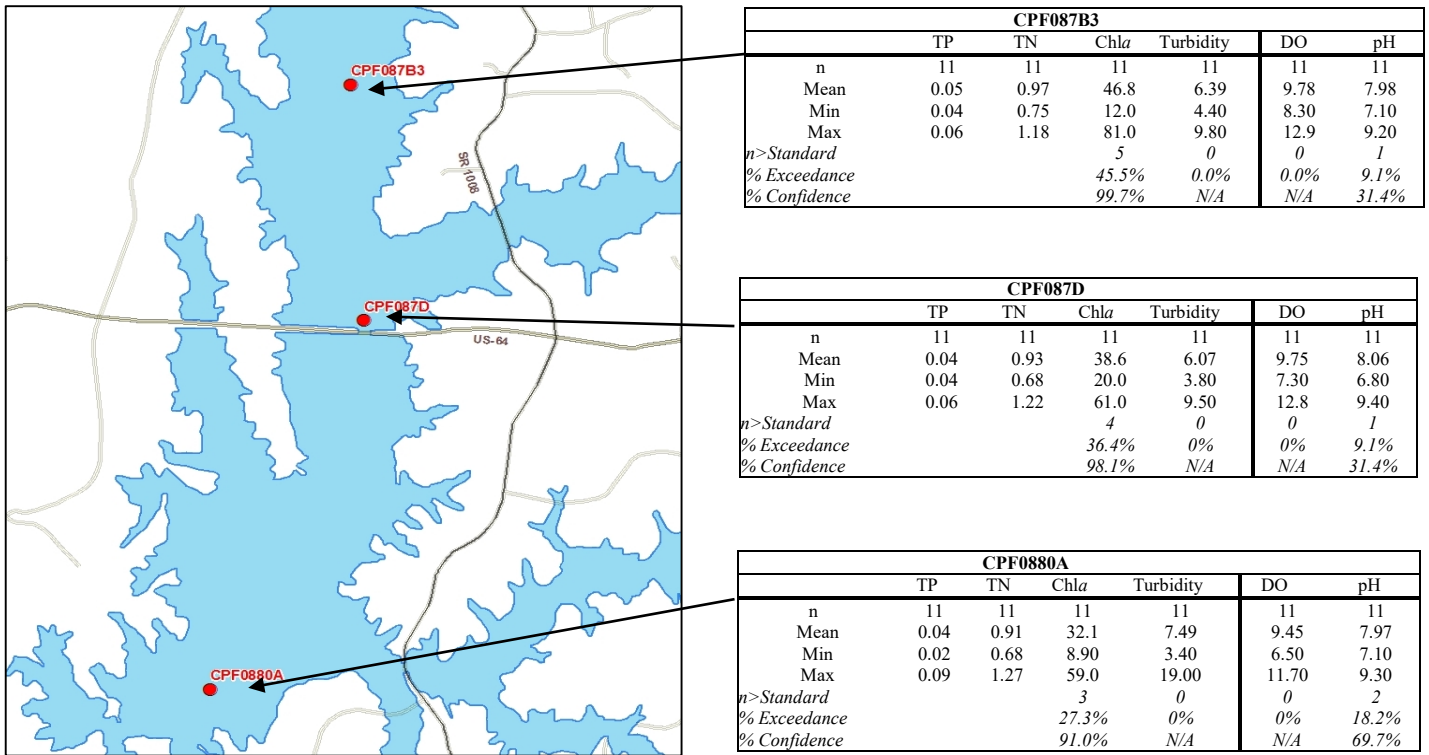 CPF087B3
SR 1008
CPF087D
US-64
CPF0880A
CPF087B3
TP TN Chla Turbidity DO pH
n 11 11 11 11 11 11
Mean 0.05 0.97 46.8 6.39 9.78 7.98
Min 0.04 0.75 12.0 4.40 8.30 7.10
Max 0.06 1.18 81.0 9.80 12.9 9.20
n>Standard 5 0 0 1
% Exceedance 45.5% 0.0% 0.0% 9.1%
% Confidence 99.7% N/A N/A 31.4%
CPF087D
TP TN Chla Turbidity DO pH
n 11 11 11 11 11 11
Mean 0.04 0.93 38.6 6.07 9.75 8.06
Min 0.04 0.68 20.0 3.80 7.30 6.80
Max 0.06 1.22 61.0 9.50 12.8 9.40
n>Standard 4 0 0 1
% Exceedance 36.4% 0% 0% 9.1%
% Confidence 98.1% N/A N/A 31.4%
CPF0880A
TP TN Chla Turbidity DO pH
n 11 11 11 11 11 11
Mean 0.04 0.91 32.1 7.49 9.45 7.97
Min 0.02 0.68 8.90 3.40 6.50 7.10
Max 0.09 1.27 59.0 19.00 11.70 9.30
n>Standard 3 0 0 2
% Exceedance 27.3% 0% 0% 18.2%
% Confidence 91.0% N/A N/A 69.7%